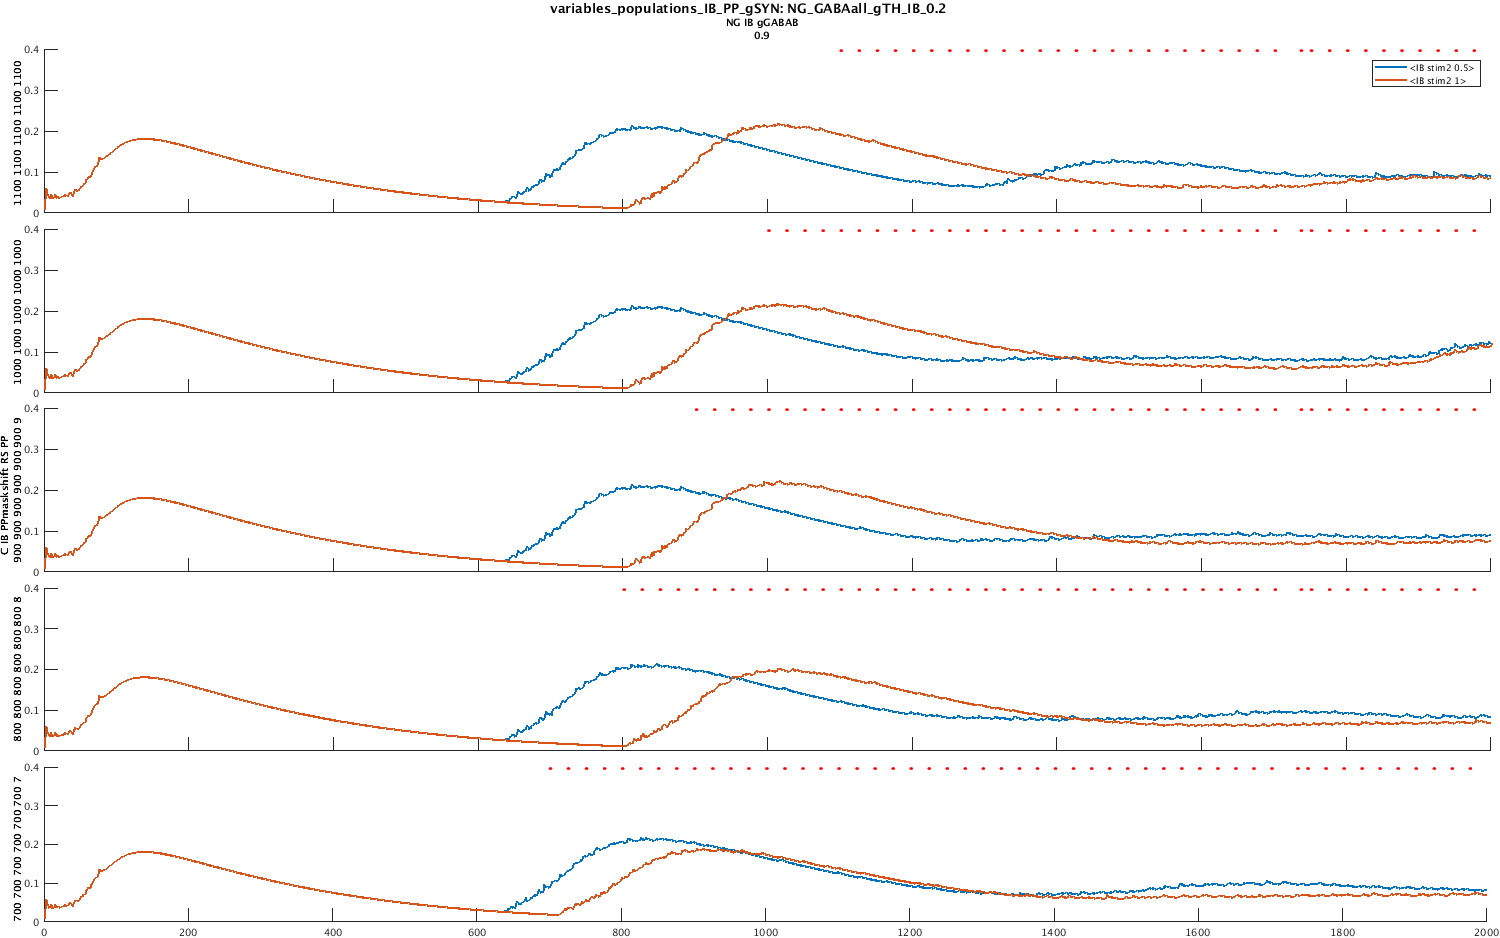 variables_populations_IB_PP_gSYN: NG_GABAall_gTH_IB_0.2
NG IB gGABAB
0.9
0.4
0.3
0.2
0.1
0
1100 1100 1100 1100 1100
<IB stim2 0.5>
<IB stim2 1>
0.4
0.3
0.2
0.1
0
1000 1000 1000 1000 1000
0.4
0.3
0.2
0.1
0
C IB PPmaskshift RS PP
900 900 900 900 900 900 9
0.4
0.3
0.2
0.1
0
800 800 800 800 800 800 8
0.4
0.3
0.2
0.1
0
700 700 700 700 700 700 7
0 200 400 600 800 1000 1200 1400 1600 1800 2000